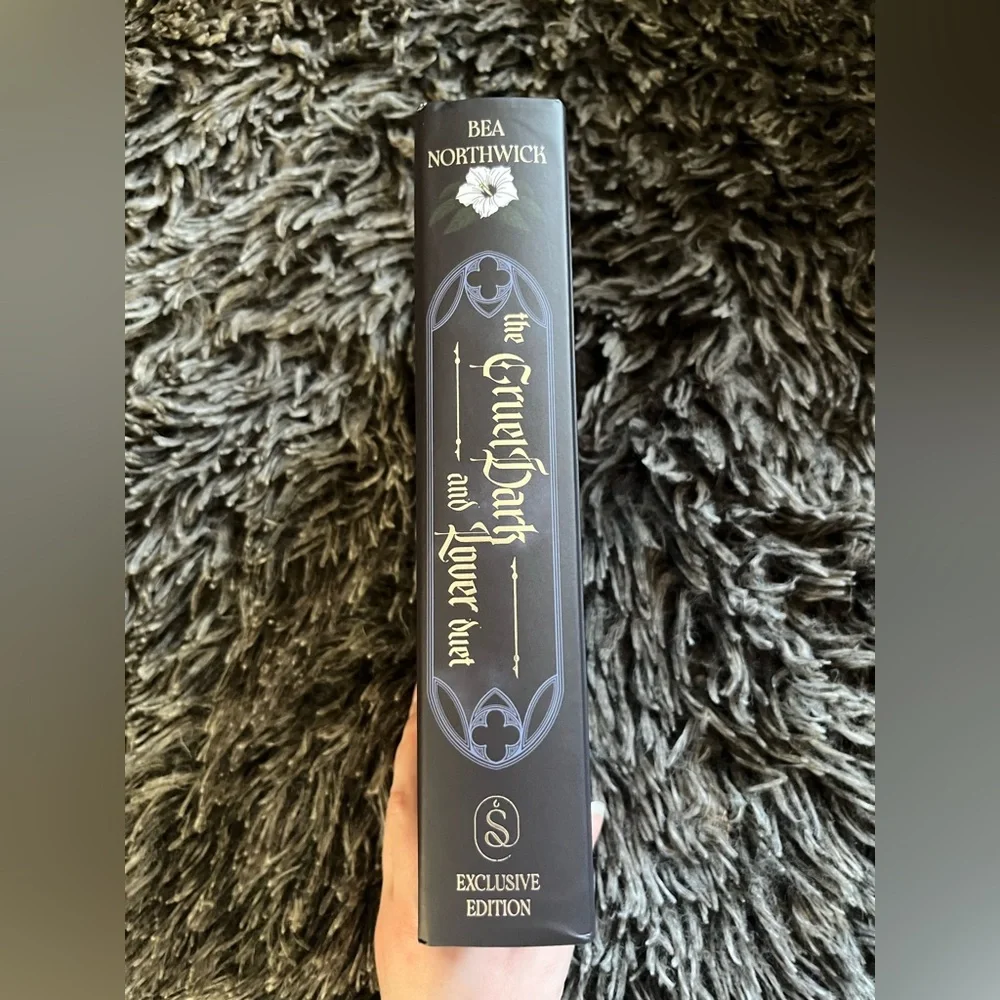 BEA
NORTHWICK
the Cruel Dark
and Lover duet
S
EXCLUSIVE
EDITION